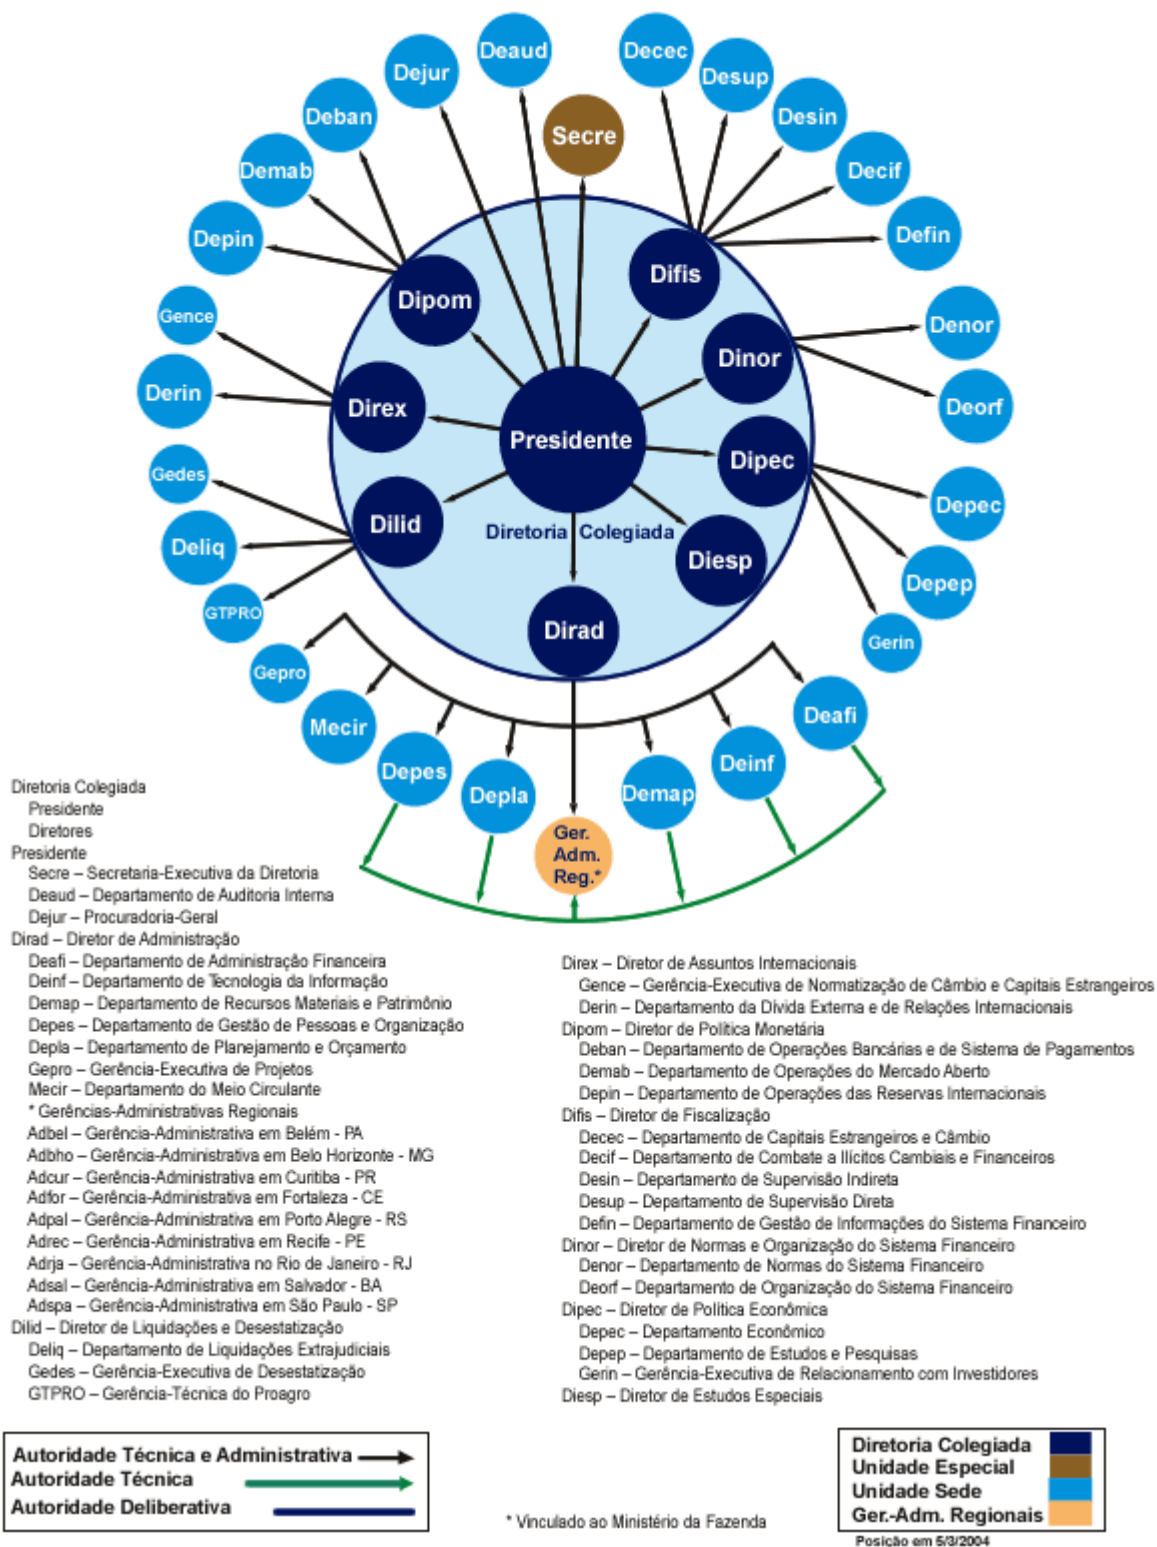 Deaud
Decec
Dejur
Desup
Deban
Secre
Desin
Demab
Decif
Depin
Defin
Difis
Dipom
Gence
Denor
Dinor
Derin
Direx
Deorf
Presidente
Dipec
Gedes
Depec
Dilid
Diretoria Colegiada
Deliq
Diesp
Depep
GTPRO
Dirad
Gerin
Gepro
Deafi
Mecir
Depes
Deinf
Depla
Demap
Ger.
Adm.
Reg.*
Diretoria Colegiada
Presidente
Diretores
Presidente
Secre – Secretaria-Executiva da Diretoria
Deaud – Departamento de Auditoria Interna
Dejur – Procuradoria-Geral
Dirad – Diretor de Administração
Deafi – Departamento de Administração Financeira
Deinf – Departamento de Tecnologia da Informação
Demap – Departamento de Recursos Materiais e Patrimônio
Depes – Departamento de Gestão de Pessoas e Organização
Depla – Departamento de Planejamento e Orçamento
Gepro – Gerência-Executiva de Projetos
Mecir – Departamento do Meio Circulante
* Gerências-Administrativas Regionais
Adbel – Gerência-Administrativa em Belém - PA
Adbho – Gerência-Administrativa em Belo Horizonte - MG
Adcur – Gerência-Administrativa em Curitiba - PR
Adfor – Gerência-Administrativa em Fortaleza - CE
Adpal – Gerência-Administrativa em Porto Alegre - RS
Adrec – Gerência-Administrativa em Recife - PE
Adrja – Gerência-Administrativa no Rio de Janeiro - RJ
Adsal – Gerência-Administrativa em Salvador - BA
Adspa – Gerência-Administrativa em São Paulo - SP
Dilid – Diretor de Liquidações e Desestatização
Deliq – Departamento de Liquidações Extrajudiciais
Gedes – Gerência-Executiva de Desestatização
GTPRO – Gerência-Técnica do Proagro
Direx – Diretor de Assuntos Internacionais
Gence – Gerência-Executiva de Normatização de Câmbio e Capitais Estrangeiros
Derin – Departamento da Dívida Externa e de Relações Internacionais
Dipom – Diretor de Política Monetária
Deban – Departamento de Operações Bancárias e de Sistema de Pagamentos
Demab – Departamento de Operações do Mercado Aberto
Depin – Departamento de Operações das Reservas Internacionais
Difis – Diretor de Fiscalização
Decec – Departamento de Capitais Estrangeiros e Câmbio
Decif – Departamento de Combate a Ilícitos Cambiais e Financeiros
Desin – Departamento de Supervisão Indireta
Desup – Departamento de Supervisão Direta
Defin – Departamento de Gestão de Informações do Sistema Financeiro
Dinor – Diretor de Normas e Organização do Sistema Financeiro
Denor – Departamento de Normas do Sistema Financeiro
Deorf – Departamento de Organização do Sistema Financeiro
Dipec – Diretor de Política Econômica
Depec – Departamento Econômico
Depep – Departamento de Estudos e Pesquisas
Gerin – Gerência-Executiva de Relacionamento com Investidores
Diesp – Diretor de Estudos Especiais
Autoridade Técnica e Administrativa
Autoridade Técnica
Autoridade Deliberativa
* Vinculado ao Ministério da Fazenda
Diretoria Colegiada
Unidade Especial
Unidade Sede
Ger.-Adm. Regionais
Posição em 5/3/2004